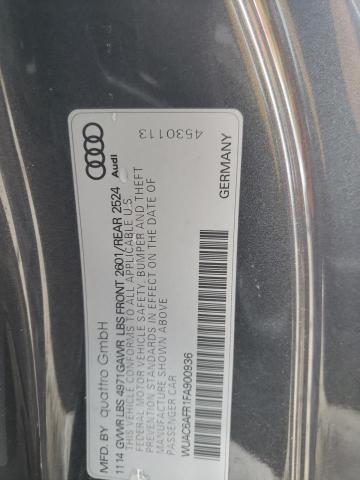 MFD. BY quattro GmbH
11 14 GVWR LBS 4971 GAWR LBS FRONT 2601/REAR 2524
THIS VEHICLE CONFORMS TO ALL APPLICABLE U.S.
FEDERAL MOTOR VEHICLE SAFETY, BUMPER AND THEFT
PREVENTION STANDARDS IN EFFECT ON THE DATE OF
MANUFACTURE SHOWN ABOVE
PASSENGER CAR
WUAC6AFR1FA900936
Audi
4530113
GERMANY